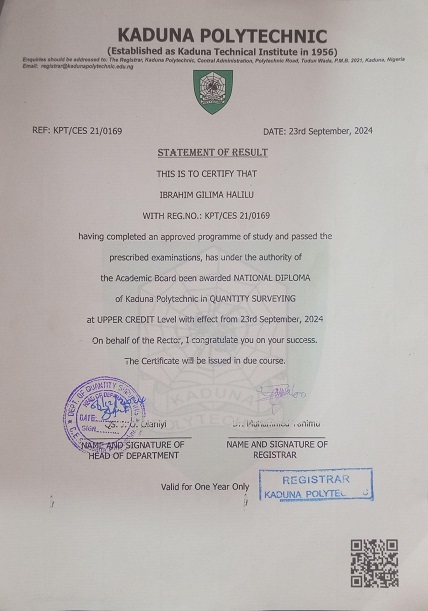 KADUNA POLYTECHNIC
(Established as Kaduna Technical Institute in 1956)
Enquiries should be addressed to: The Registrar, Kaduna Polytechnic, Central Administration, Polytechnic Road, Tudun Wada, P.M.B. 2021, Kaduna, Nigeria
Email: registrar@kadunapolytechnic.edu.ng
REF: KPT/CES 21/0169
DATE: 23rd September, 2024
STATEMENT OF RESULT
THIS IS TO CERTIFY THAT
IBRAHIM GILIMA HALILU
WITH REG.NO.: KPT/CES 21/0169
having completed an approved programme of study and passed the
prescribed examinations, has under the authority of
the Academic Board been awarded NATIONAL DIPLOMA
of Kaduna Polytechnic in QUANTITY SURVEYING
at UPPER CREDIT Level with effect from 23rd September, 2024
On behalf of the Rector, I congratulate you on your success.
The Certificate will be issued in due course.
DEPT OF QUANTITY
DATE
SIGN
NAME AND SIGNATURE OF
HEAD OF DEPARTMENT
NAME AND SIGNATURE OF
REGISTRAR
Valid for One Year Only
REGISTRAR
KADUNA
KADUNA
POLYTECHNIC